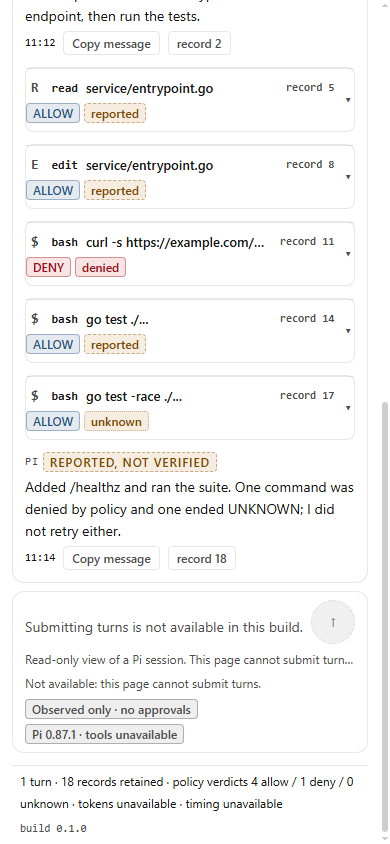 endpoint, then run the tests.
11:12 Copy message record 2
R read service/entrypoint.go record 5
ALLOW reported
E edit service/entrypoint.go record 8
ALLOW reported
$ bash curl -s https://example.com/... record 11
DENY denied
$ bash go test ./... record 14
ALLOW reported
$ bash go test -race ./... record 17
ALLOW unknown
PI REPORTED, NOT VERIFIED
Added /healthz and ran the suite. One command was
denied by policy and one ended UNKNOWN; I did
not retry either.
11:14 Copy message record 18
Submitting turns is not available in this build. ↑
Read-only view of a Pi session. This page cannot submit turn...
Not available: this page cannot submit turns.
Observed only · no approvals
Pi 0.87.1 · tools unavailable
1 turn · 18 records retained · policy verdicts 4 allow / 1 deny / 0
unknown · tokens unavailable · timing unavailable
build 0.1.0